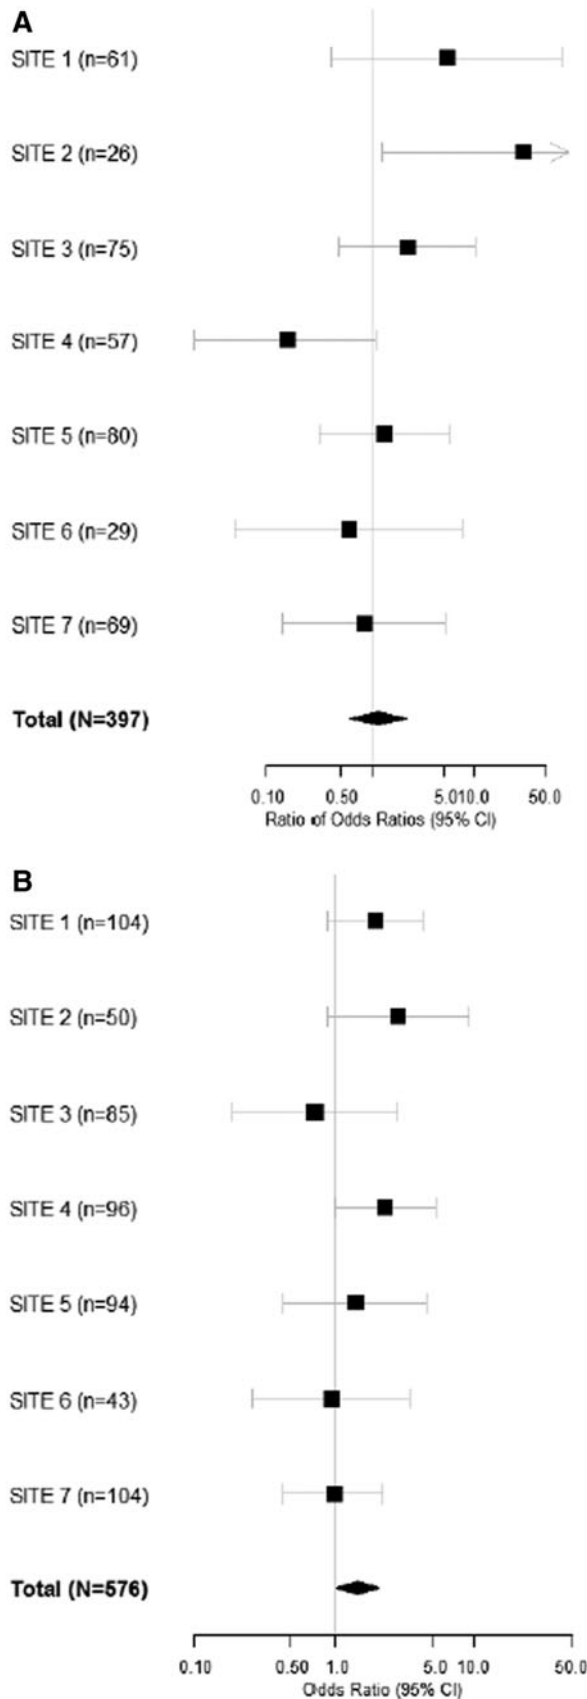 A
SITE 1 (n=61)
SITE 2 (n=26)
SITE 3 (n=75)
SITE 4 (n=57)
SITE 5 (n=80)
SITE 6 (n=29)
SITE 7 (n=69)
Total (N=397)
0.10 0.50 5.010.0 50.0
Ratio of Odds Ratios (95% CI)
B
SITE 1 (n=104)
SITE 2 (n=50)
SITE 3 (n=85)
SITE 4 (n=96)
SITE 5 (n=94)
SITE 6 (n=43)
SITE 7 (n=104)
Total (N=576)
0.10 0.50 1.0 5.0 10.0 50.0
Odds Ratio (95% CI)